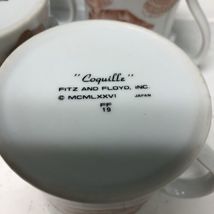 "Coquille"
FITZ AND FLOYD, INC.
© MCMLXXVI JAPAN
FF
19